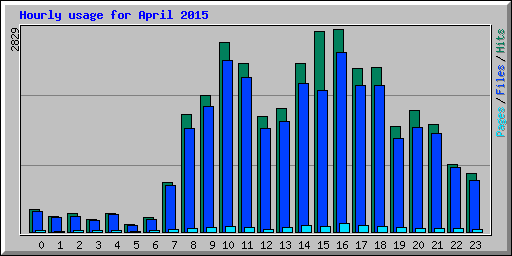 Hourly usage for April 2015
2829
Pages/Files/Hits
0 1 2 3 4 5 6 7 8 9 10 11 12 13 14 15 16 17 18 19 20 21 22 23